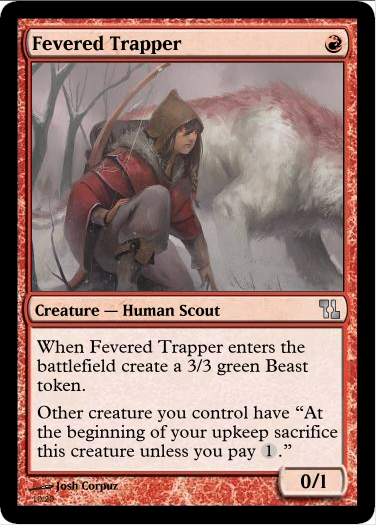 Fevered Trapper
Creature — Human Scout
When Fevered Trapper enters the
battlefield create a 3/3 green Beast
token.
Other creature you control have “At
the beginning of your upkeep sacrifice
this creature unless you pay 1.”
0/1
Josh Corpuz